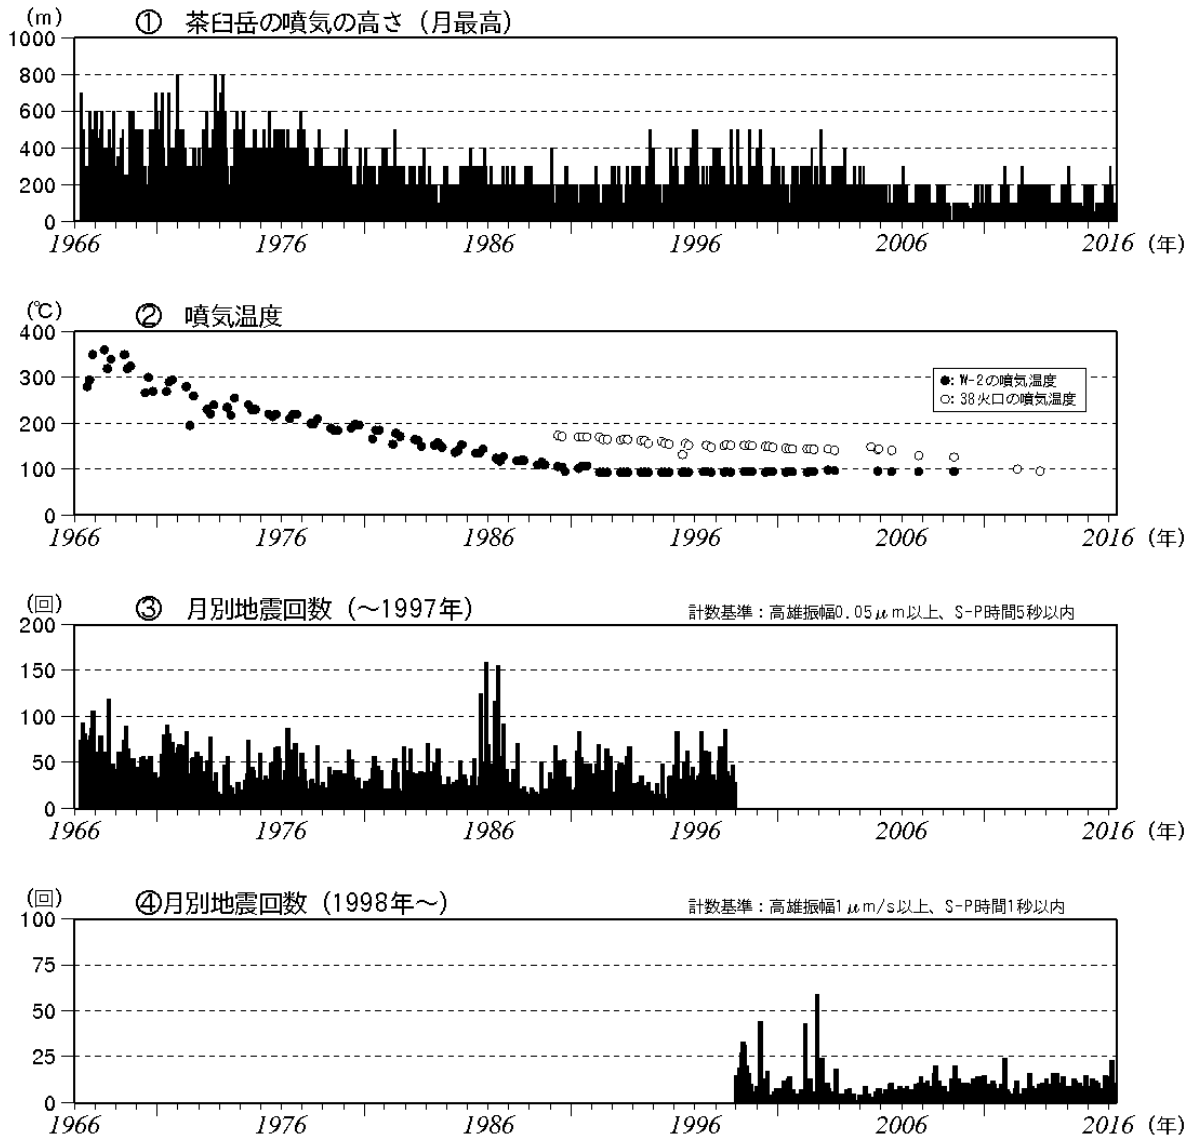 (m)
① 茶臼岳の噴気の高さ (月最高)
1000
800
600
400
200
0
1966 1976 1986 1996 2006 2016 (年)
(℃)
② 噴気温度
400
300
200
100
0
●: W-2の噴気温度
○: 38火口の噴気温度
1966 1976 1986 1996 2006 2016 (年)
(回)
③ 月別地震回数 (～1997年)
計数基準：高雄振幅0.05μm以上、S-P時間5秒以内
200
150
100
50
0
1966 1976 1986 1996 2006 2016 (年)
(回)
④月別地震回数 (1998年～)
計数基準：高雄振幅1μm/s以上、S-P時間1秒以内
100
75
50
25
0
1966 1976 1986 1996 2006 2016 (年)